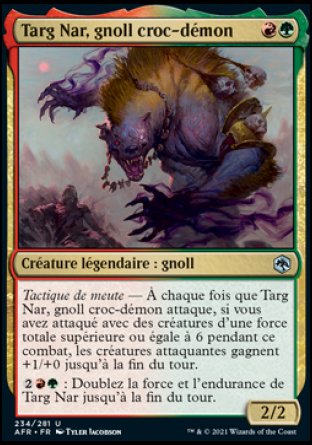 Targ Nar, gnoll croc-démon
Créature légendaire : gnoll
Tactique de meute — À chaque fois que Targ
Nar, gnoll croc-démon attaque, si vous
avez attaqué avec des créatures d'une force
totale supérieure ou égale à 6 pendant ce
combat, les créatures attaquantes gagnent
+1/+0 jusqu'à la fin du tour.
2 : Doublez la force et l'endurance de
Targ Nar jusqu'à la fin du tour.
2/2
234/281 U
AFR • FR Tyler Jacobson
™ & © 2021 Wizards of the Coast